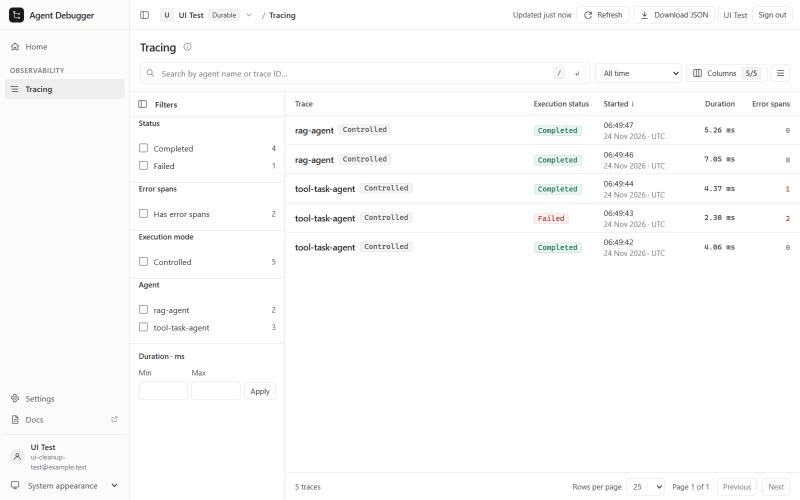 Agent Debugger
Home
OBSERVABILITY
Tracing
Settings
Docs
UI Test
ui-cleanup-
test@example.test
System appearance
U UI Test Durable / Tracing
Updated just now Refresh Download JSON UI Test Sign out
Tracing
Search by agent name or trace ID... / ↵ All time Columns 5/5
Filters
Status
Completed 4
Failed 1
Error spans
Has error spans 2
Execution mode
Controlled 5
Agent
rag-agent 2
tool-task-agent 3
Duration · ms
Min Max
Apply
Trace Execution status Started ↓ Duration Error spans
rag-agent Controlled Completed 06:49:47 5.26 ms 0
24 Nov 2026 · UTC
rag-agent Controlled Completed 06:49:46 7.05 ms 0
24 Nov 2026 · UTC
tool-task-agent Controlled Completed 06:49:44 4.37 ms 1
24 Nov 2026 · UTC
tool-task-agent Controlled Failed 06:49:43 2.30 ms 2
24 Nov 2026 · UTC
tool-task-agent Controlled Completed 06:49:42 4.06 ms 0
24 Nov 2026 · UTC
5 traces Rows per page 25 Page 1 of 1 Previous Next